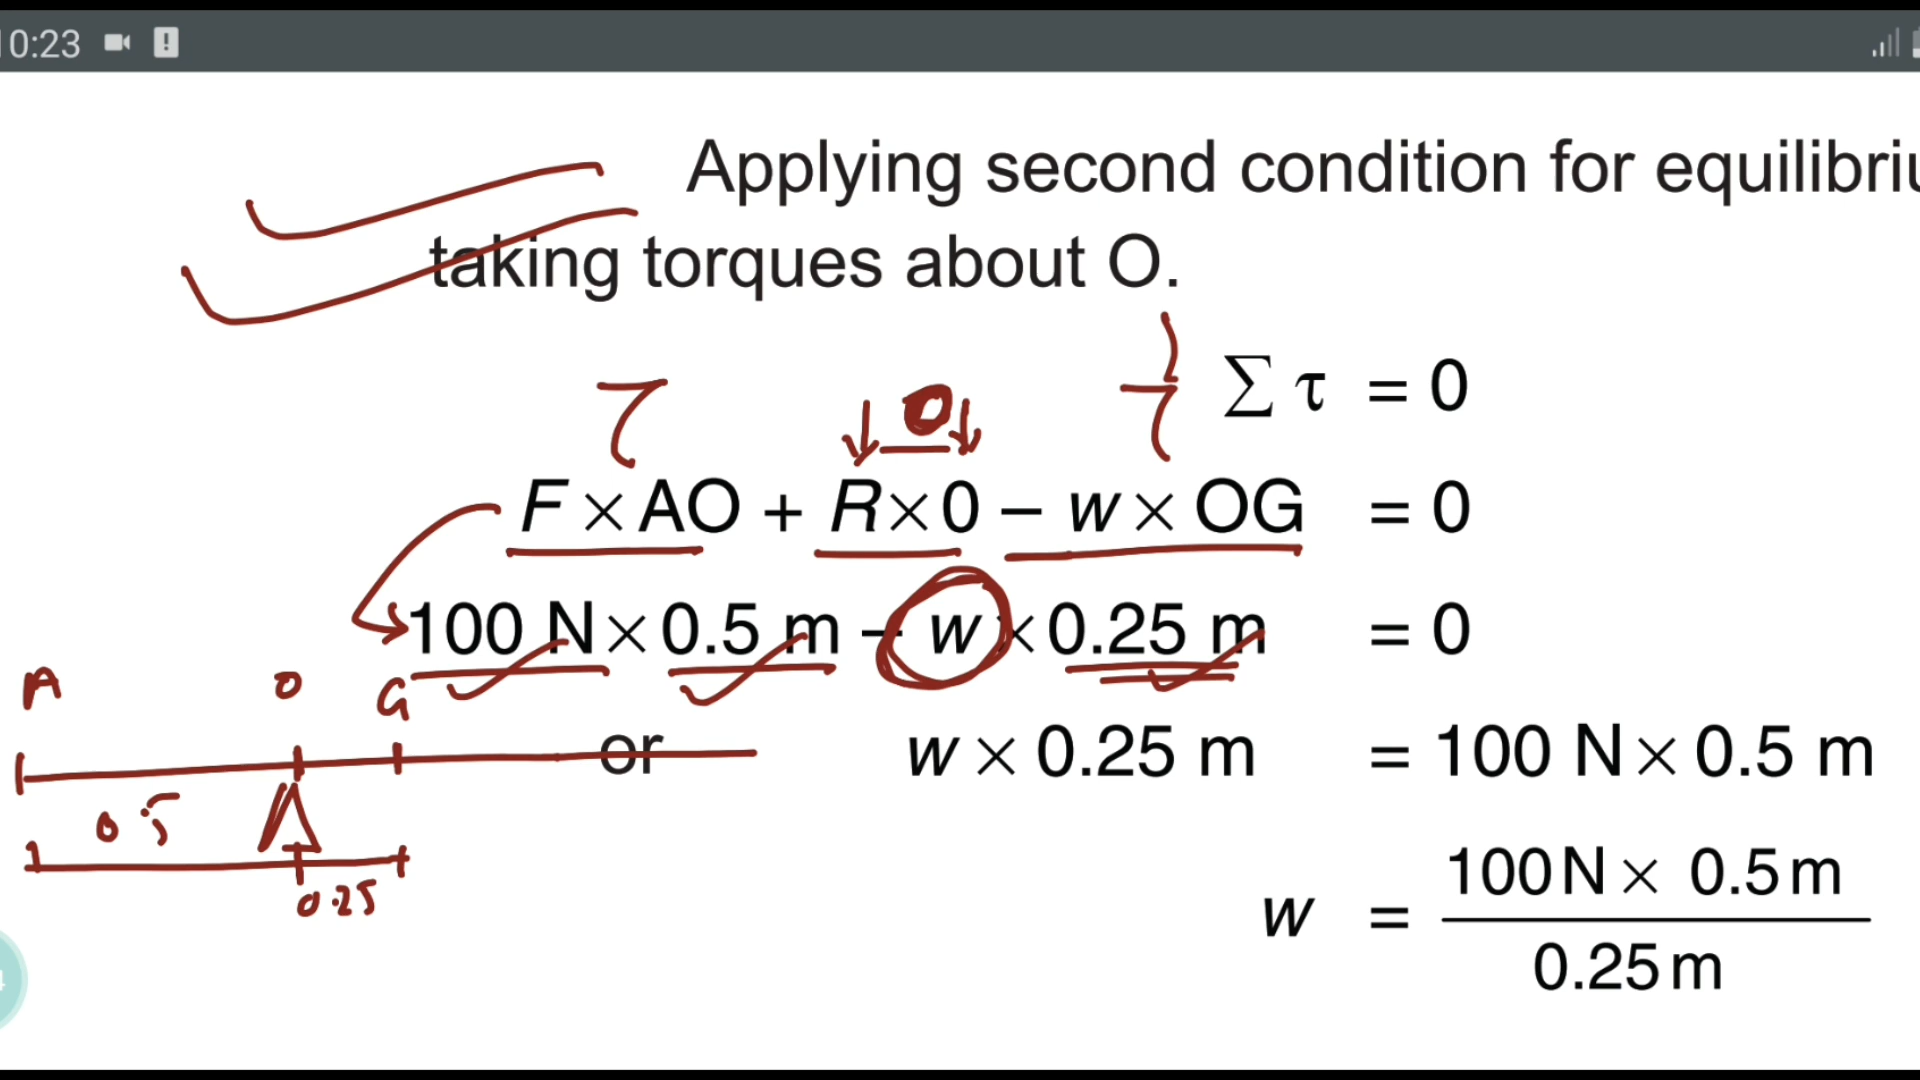 10:23
Applying second condition for
taking torques about O.
Σ τ = 0
τ 0 τ
F × AO + R × 0 – w × OG = 0
100 N × 0.5 m – w × 0.25 m = 0
A O G
or w × 0.25 m = 100 N × 0.5 m
0.5
0.25
w = 100 N × 0.5 m
0.25 m